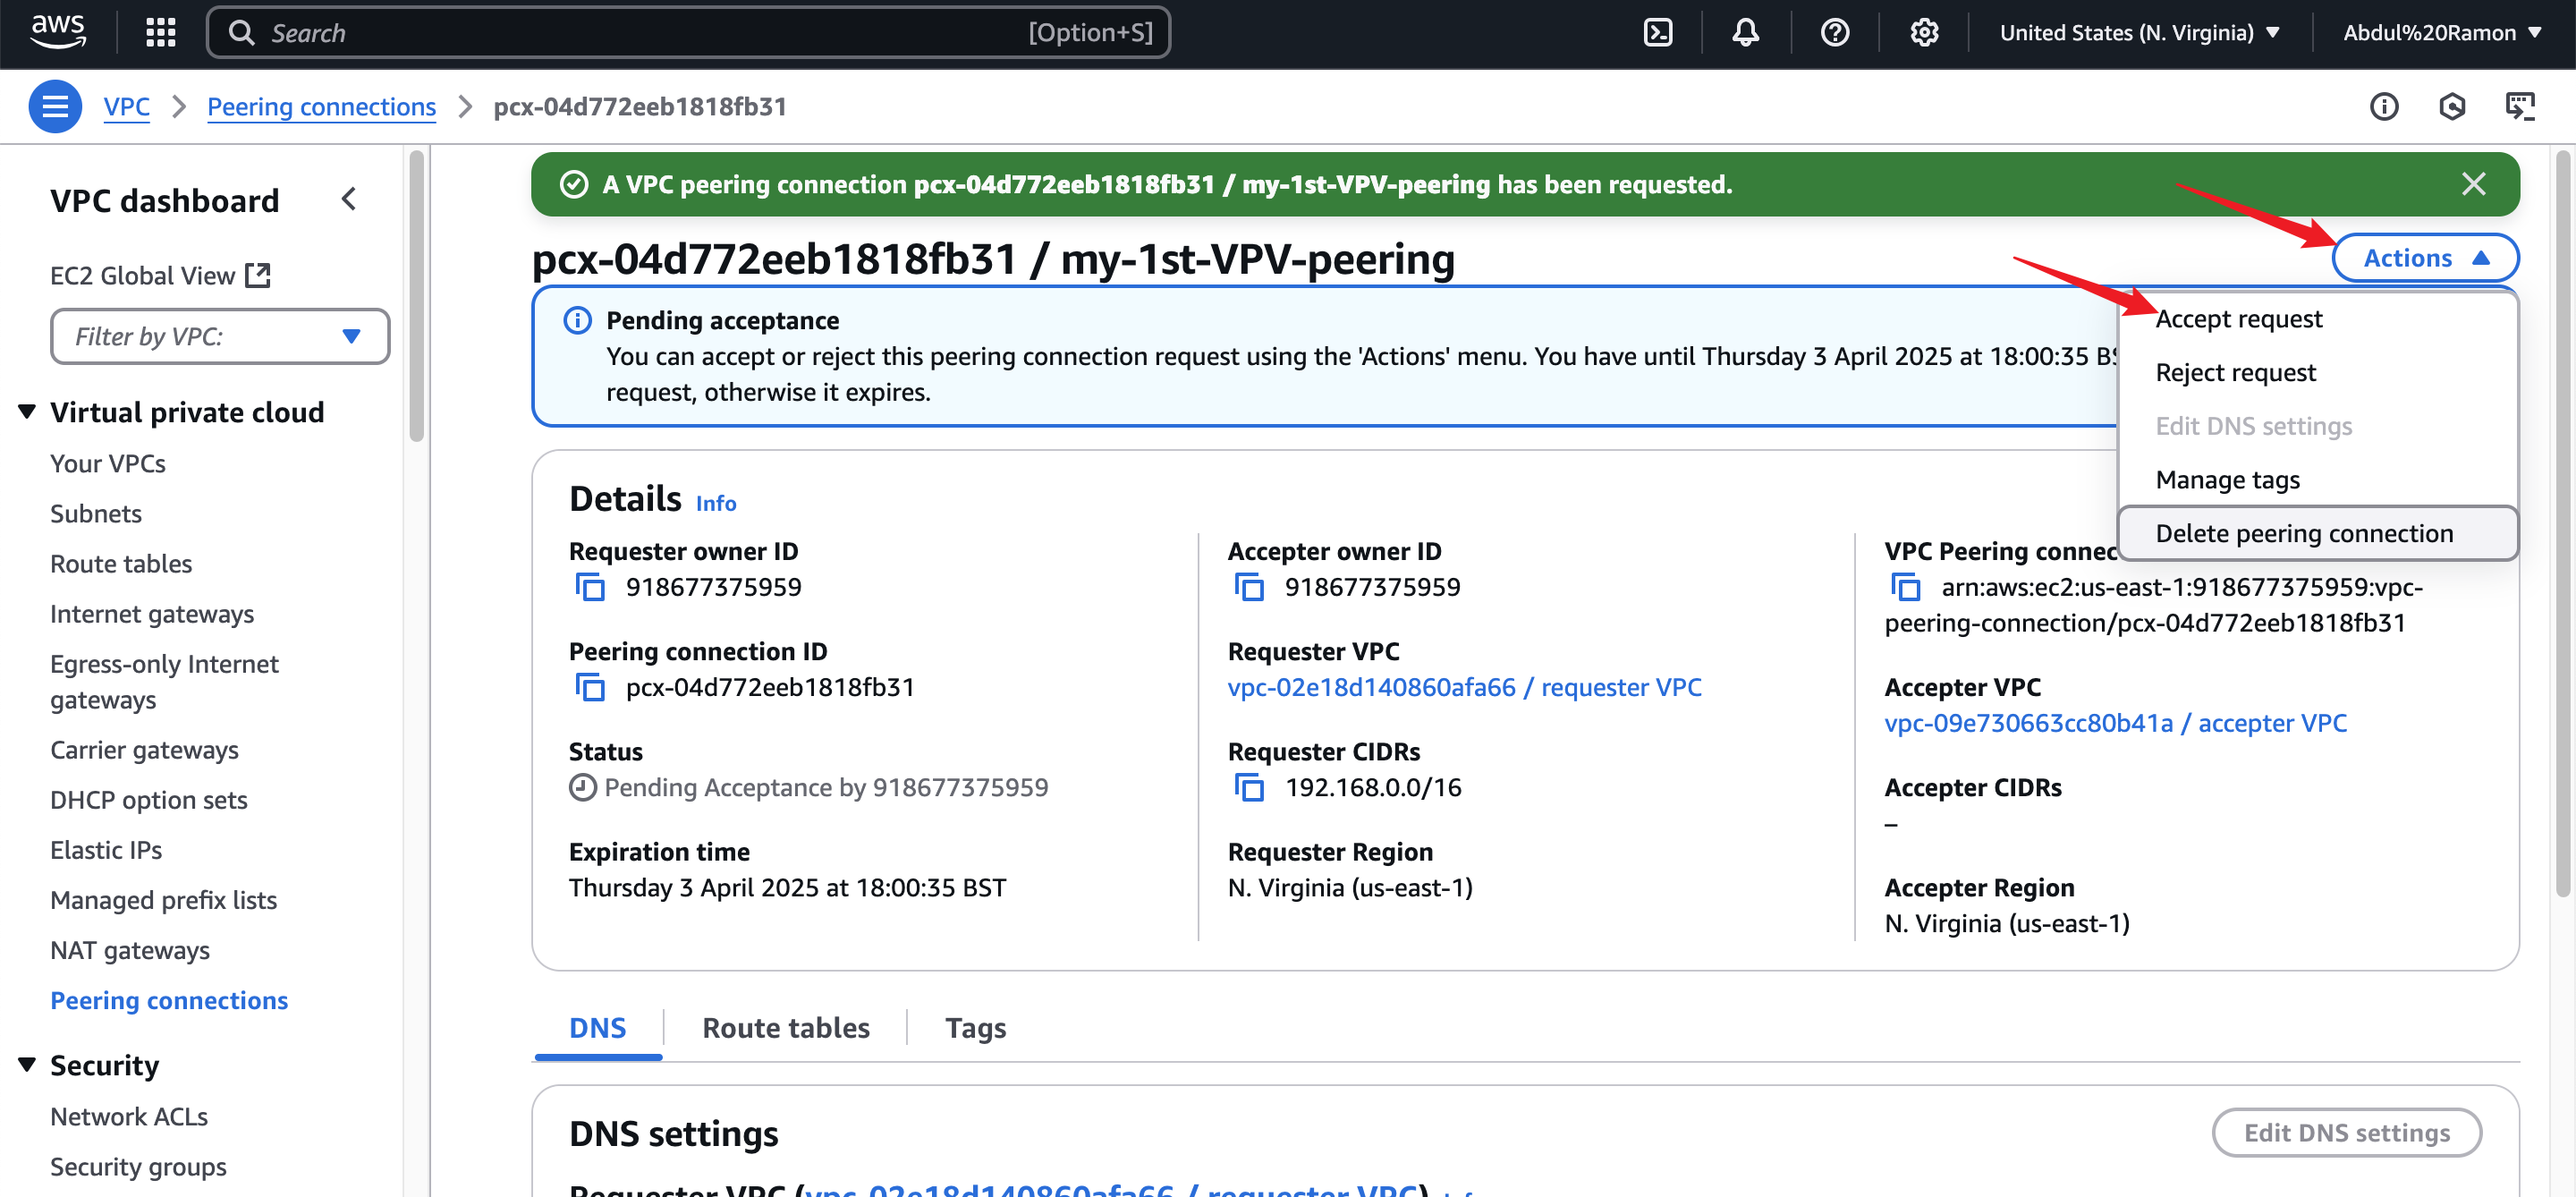 aws
Search
[Option+S]
United States (N. Virginia)
Abdul%20Ramon
VPC
Peering connections
pcx-04d772eeb1818fb31
VPC dashboard
EC2 Global View
Filter by VPC:
Virtual private cloud
Your VPCs
Subnets
Route tables
Internet gateways
Egress-only Internet
gateways
Carrier gateways
DHCP option sets
Elastic IPs
Managed prefix lists
NAT gateways
Peering connections
Security
Network ACLs
Security groups
A VPC peering connection pcx-04d772eeb1818fb31 / my-1st-VPV-peering has been requested.
pcx-04d772eeb1818fb31 / my-1st-VPV-peering
Actions
Accept request
Reject request
Edit DNS settings
Manage tags
Delete peering connection
Pending acceptance
You can accept or reject this peering connection request using the 'Actions' menu. You have until Thursday 3 April 2025 at 18:00:35
request, otherwise it expires.
Details
Info
Requester owner ID
918677375959
Peering connection ID
pcx-04d772eeb1818fb31
Status
Pending Acceptance by 918677375959
Expiration time
Thursday 3 April 2025 at 18:00:35 BST
Accepter owner ID
918677375959
Requester VPC
vpc-02e18d140860afa66 / requester VPC
Requester CIDRs
192.168.0.0/16
Requester Region
N. Virginia (us-east-1)
VPC Peering connec
arn:aws:ec2:us-east-1:918677375959:vpc-
peering-connection/pcx-04d772eeb1818fb31
Accepter VPC
vpc-09e730663cc80b41a / accepter VPC
Accepter CIDRs
–
Accepter Region
N. Virginia (us-east-1)
DNS
Route tables
Tags
DNS settings
Edit DNS settings
Requester VPC (vpc-02e18d140860afa66 / requester VPC)